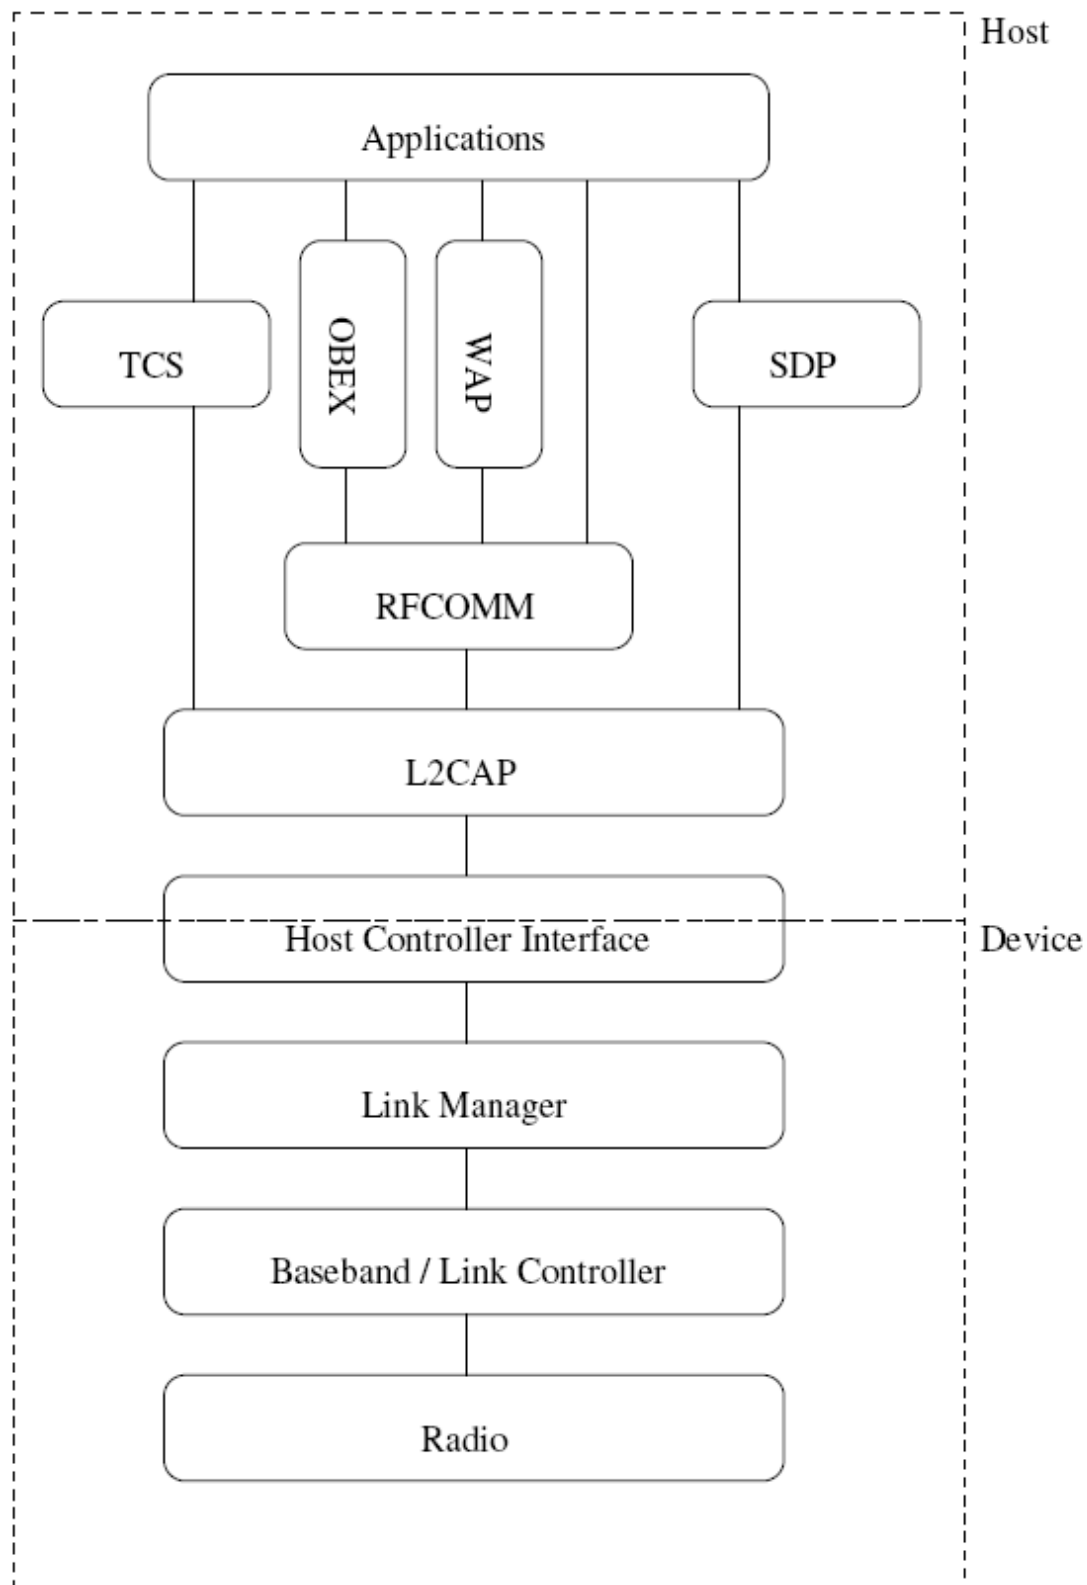 Host
Applications
TCS
OBEX
WAP
SDP
RFCOMM
L2CAP
Host Controller Interface
Device
Link Manager
Baseband / Link Controller
Radio